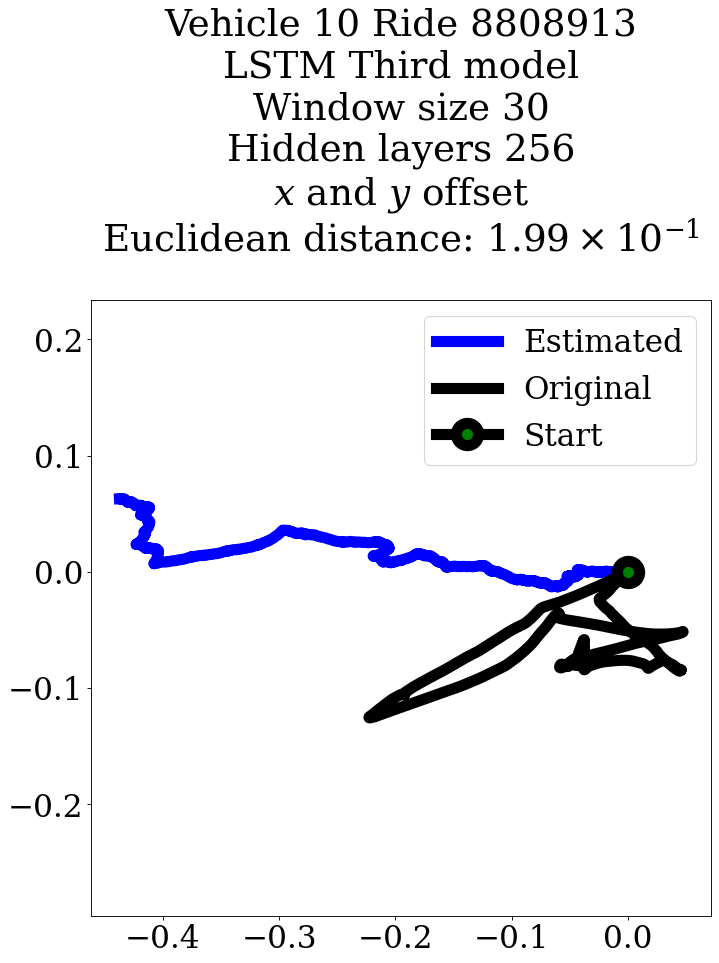 Vehicle 10 Ride 8808913
LSTM Third model
Window size 30
Hidden layers 256
x and y offset
Euclidean distance: 1.99 × 10⁻¹
Estimated
Original
Start
0.2
0.1
0.0
−0.1
−0.2
−0.4 −0.3 −0.2 −0.1 0.0